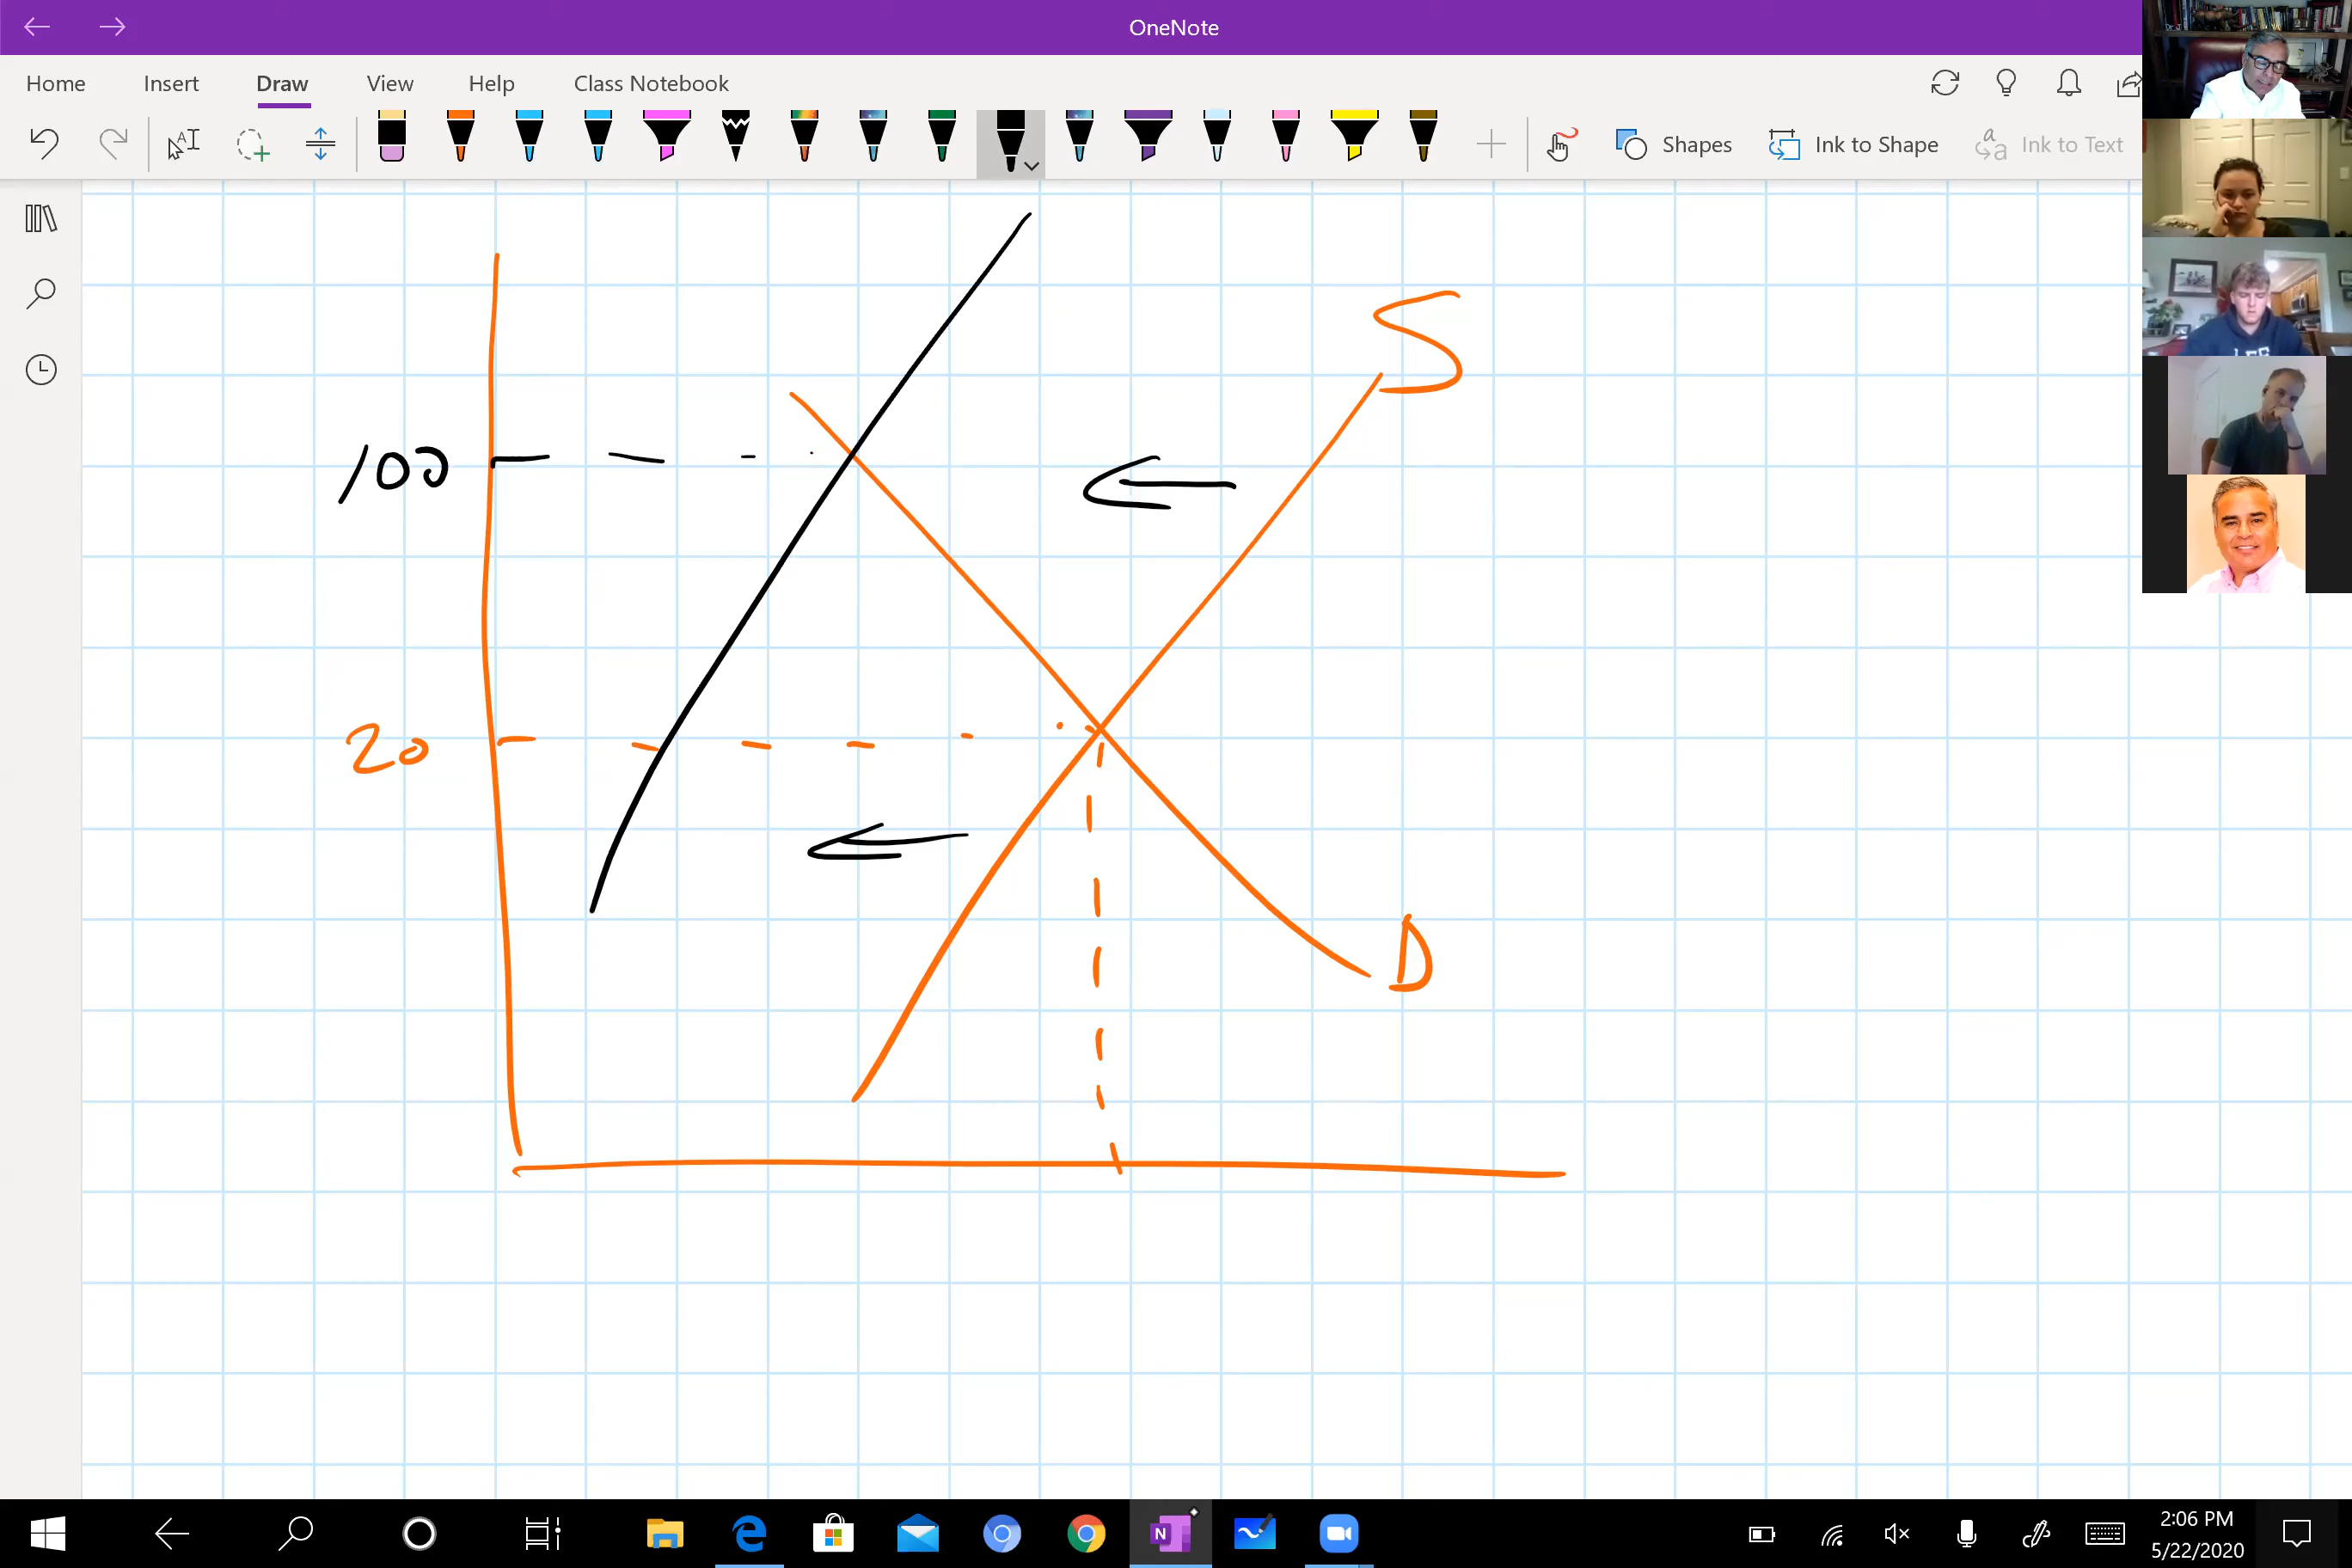 OneNote
Home Insert Draw View Help Class Notebook
Shapes Ink to Shape Ink to Text
S
100
20
D
2:06 PM
5/22/2020